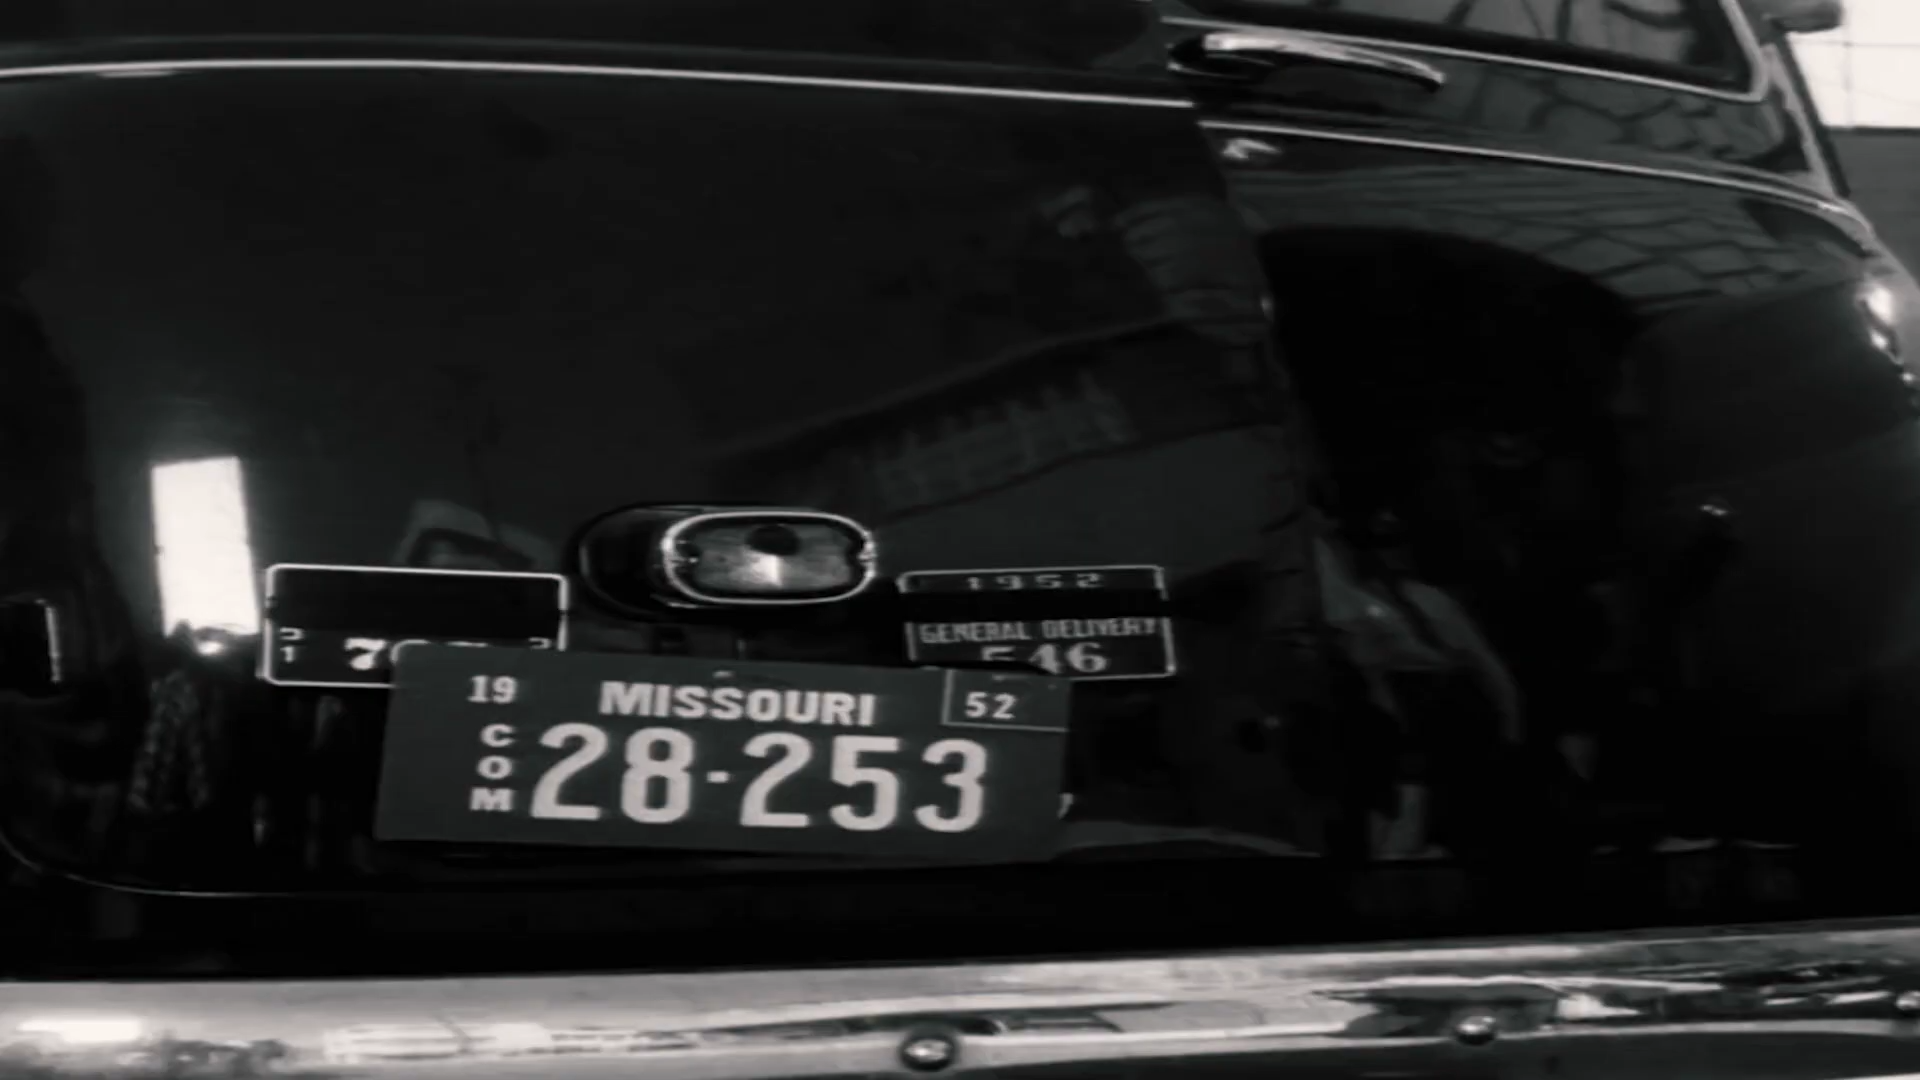 1952
GENERAL DELIVERY
546
19 MISSOURI 52
COM 28-253